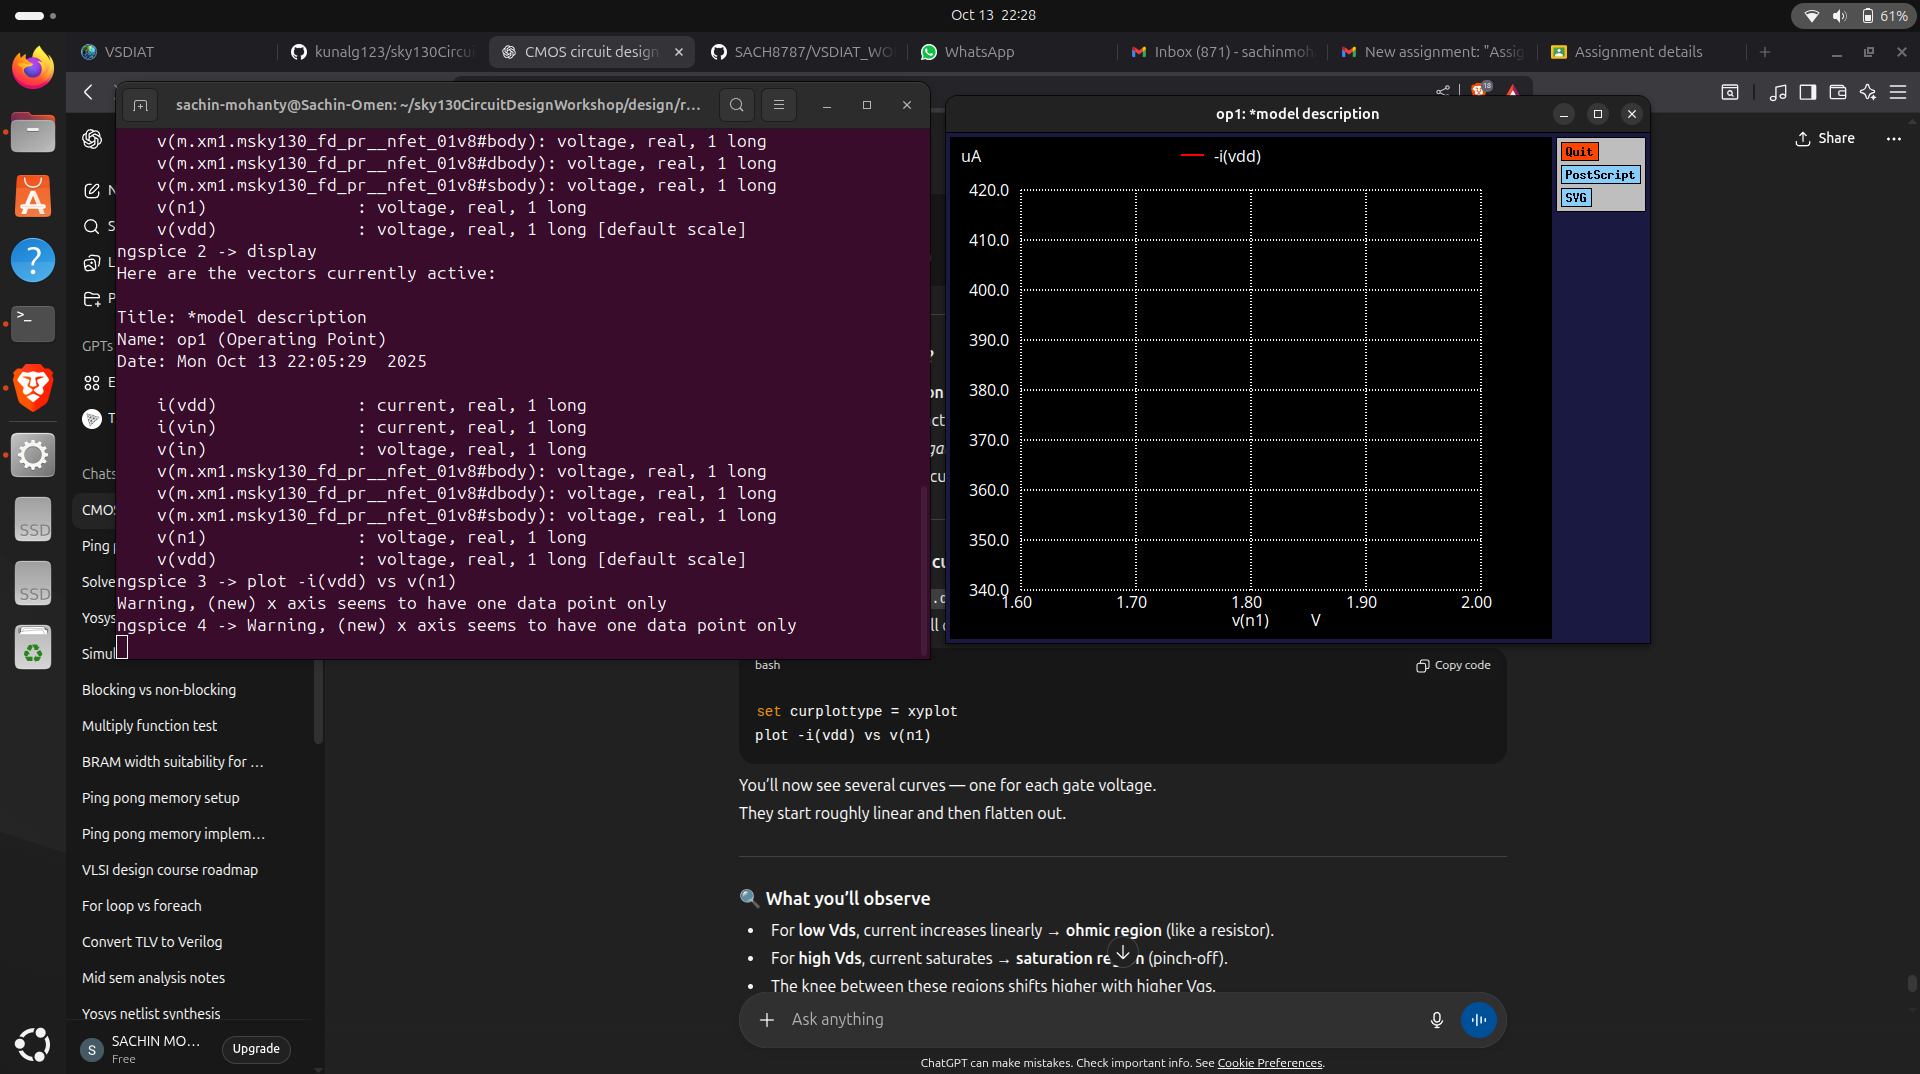 Oct 13  22:28
61%
VSDIAT
kunalg123/sky130Circui
CMOS circuit design
SACH8787/VSDIAT_WO
WhatsApp
Inbox (871) - sachinmoh
New assignment: "Assig
Assignment details
sachin-mohanty@Sachin-Omen: ~/sky130CircuitDesignWorkshop/design/r...
18
Share
v(m.xm1.msky130_fd_pr__nfet_01v8#body): voltage, real, 1 long
v(m.xm1.msky130_fd_pr__nfet_01v8#dbody): voltage, real, 1 long
v(m.xm1.msky130_fd_pr__nfet_01v8#sbody): voltage, real, 1 long
v(n1)               : voltage, real, 1 long
v(vdd)              : voltage, real, 1 long [default scale]
ngspice 2 -> display
Here are the vectors currently active:
Title: *model description
Name: op1 (Operating Point)
Date: Mon Oct 13 22:05:29  2025
i(vdd)              : current, real, 1 long
i(vin)              : current, real, 1 long
v(in)               : voltage, real, 1 long
v(m.xm1.msky130_fd_pr__nfet_01v8#body): voltage, real, 1 long
v(m.xm1.msky130_fd_pr__nfet_01v8#dbody): voltage, real, 1 long
v(m.xm1.msky130_fd_pr__nfet_01v8#sbody): voltage, real, 1 long
v(n1)               : voltage, real, 1 long
v(vdd)              : voltage, real, 1 long [default scale]
ngspice 3 -> plot -i(vdd) vs v(n1)
Warning, (new) x axis seems to have one data point only
ngspice 4 -> Warning, (new) x axis seems to have one data point only
op1: *model description
uA
-i(vdd)
420.0
410.0
400.0
390.0
380.0
370.0
360.0
350.0
340.0
1.60
1.70
1.80
1.90
2.00
v(n1)
V
Quit
PostScript
SVG
GPTs
Chats
CMOS
Ping p
Solve
Yosys
Simul
Blocking vs non-blocking
Multiply function test
BRAM width suitability for ...
Ping pong memory setup
Ping pong memory implem...
VLSI design course roadmap
For loop vs foreach
Convert TLV to Verilog
Mid sem analysis notes
Yosys netlist synthesis
S
SACHIN MO...
Free
Upgrade
SSD
SSD
bash
Copy code
set curplottype = xyplot
plot -i(vdd) vs v(n1)
You’ll now see several curves — one for each gate voltage.
They start roughly linear and then flatten out.
🔍 What you’ll observe
• For low Vds, current increases linearly → ohmic region (like a resistor).
• For high Vds, current saturates → saturation region (pinch-off).
• The knee between these regions shifts higher with higher Vgs.
Ask anything
ChatGPT can make mistakes. Check important info. See Cookie Preferences.